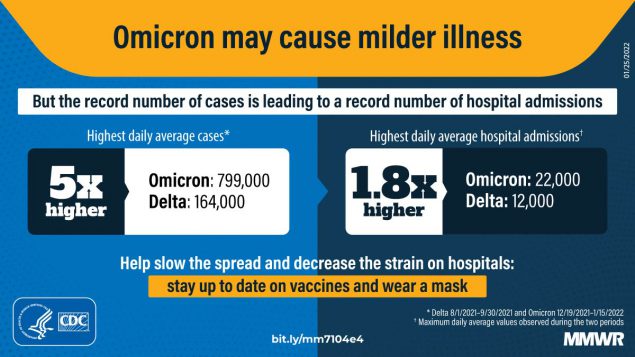 Omicron may cause milder illness
01/25/2022
But the record number of cases is leading to a record number of hospital admissions
Highest daily average cases*
5x
higher
Omicron: 799,000
Delta: 164,000
Highest daily average hospital admissions†
1.8x
higher
Omicron: 22,000
Delta: 12,000
Help slow the spread and decrease the strain on hospitals:
stay up to date on vaccines and wear a mask
CDC
bit.ly/mm7104e4
* Delta 8/1/2021–9/30/2021 and Omicron 12/19/2021–1/15/2022
† Maximum daily average values observed during the two periods
MMWR